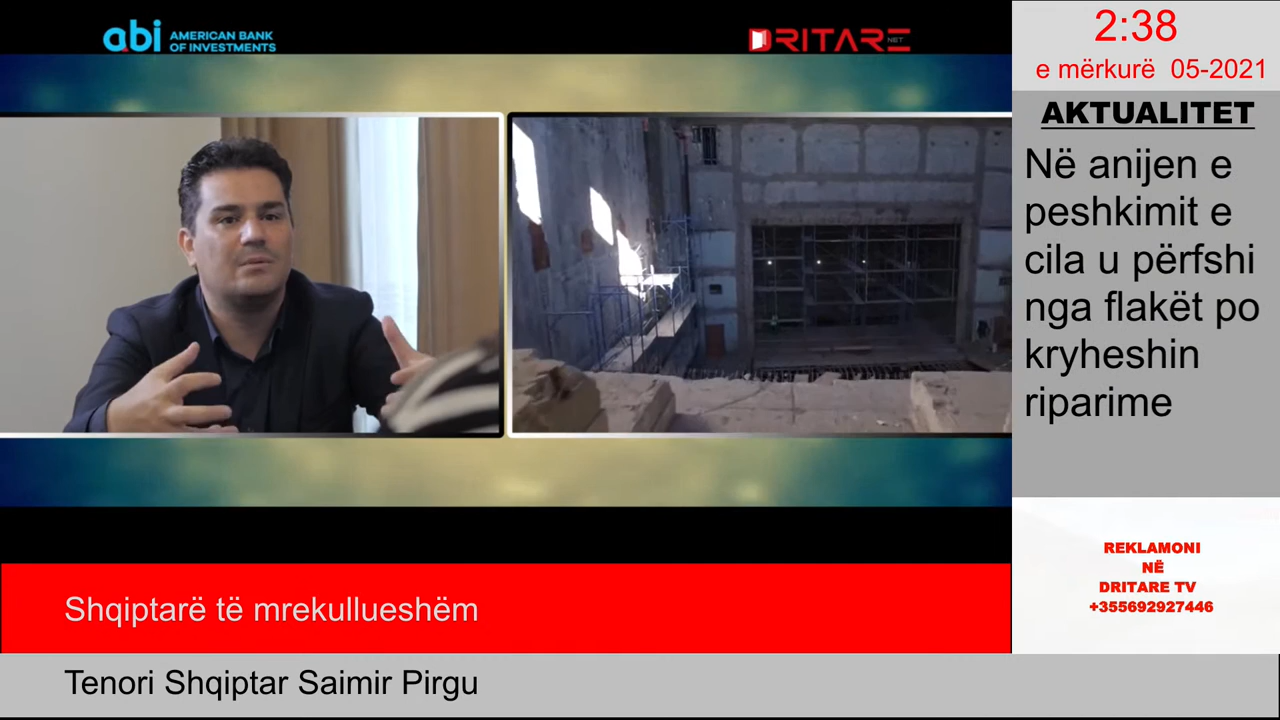 abi AMERICAN BANK
OF INVESTMENTS
DRITARE
NET
2:38
e mërkurë 05-2021
AKTUALITET
Në anijen e
peshkimit e
cila u përfshi
nga flakët po
kryheshin
riparime
REKLAMONI
NË
DRITARE TV
+355692927446
Shqiptarë të mrekullueshëm
Tenori Shqiptar Saimir Pirgu